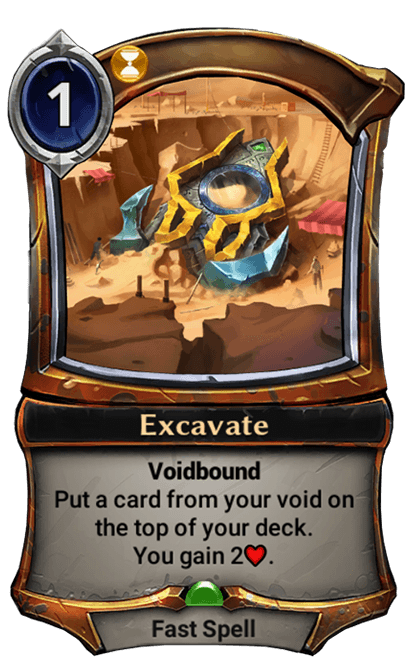 1
Excavate
Voidbound
Put a card from your void on
the top of your deck.
You gain 2❤.
Fast Spell